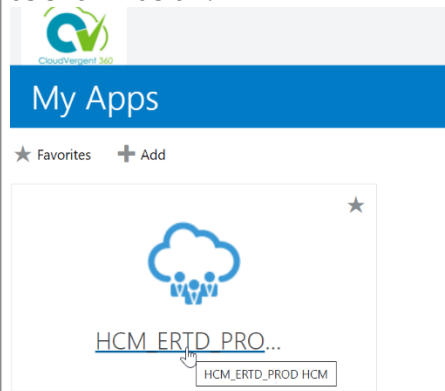 CloudVergent 360
My Apps
Favorites Add
HCM_ERTD_PRO...
HCM_ERTD_PROD HCM